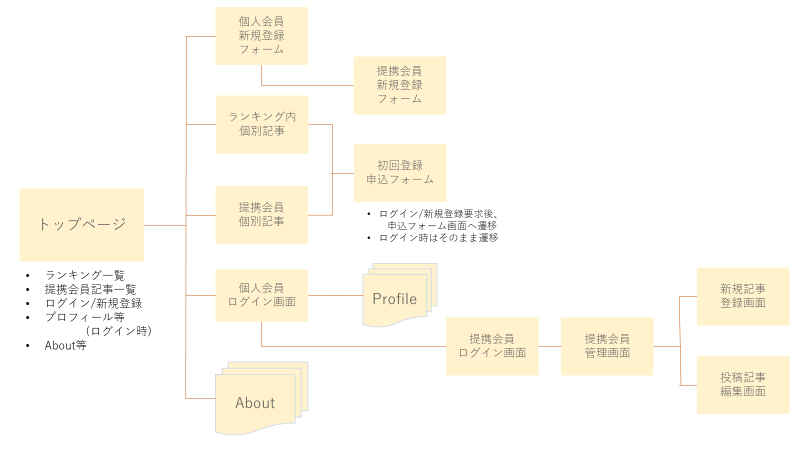 個人会員
新規登録
フォーム
提携会員
新規登録
フォーム
ランキング内
個別記事
初回登録
申込フォーム
• ログイン/新規登録要求後、
申込フォーム画面へ遷移
• ログイン時はそのまま遷移
提携会員
個別記事
トップページ
• ランキング一覧
• 提携会員記事一覧
• ログイン/新規登録
• プロフィール等
（ログイン時）
• About等
個人会員
ログイン画面
Profile
提携会員
ログイン画面
提携会員
管理画面
新規記事
登録画面
投稿記事
編集画面
About